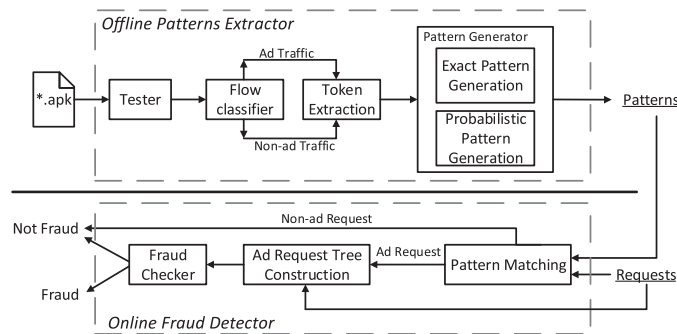 Offline Patterns Extractor
Ad Traffic
Pattern Generator
*.apk
Tester
Flow
classifier
Token
Extraction
Exact Pattern
Generation
Probabilistic
Pattern
Generation
Patterns
Non-ad Traffic
Non-ad Request
Not Fraud
Fraud
Checker
Ad Request Tree
Construction
Ad Request
Pattern Matching
Requests
Fraud
Online Fraud Detector